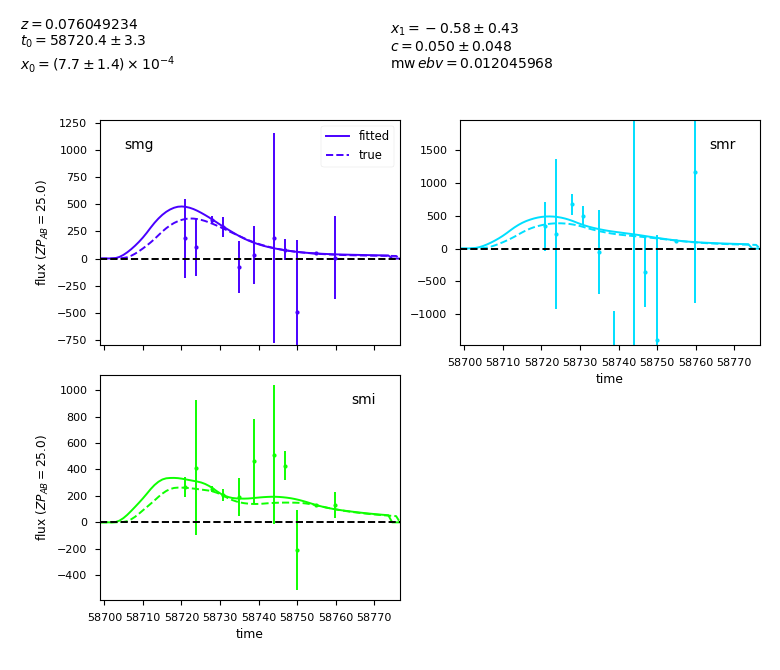 z = 0.076049234
t₀ = 58720.4 ± 3.3
x₀ = (7.7 ± 1.4) × 10⁻⁴
x₁ = −0.58 ± 0.43
c = 0.050 ± 0.048
mw ebv = 0.012045968
smg
fitted
true
1250
1000
750
500
250
0
−250
−500
−750
flux (ZP_AB = 25.0)
smr
1500
1000
500
0
−500
−1000
58700 58710 58720 58730 58740 58750 58760 58770
time
smi
1000
800
600
400
200
0
−200
−400
flux (ZP_AB = 25.0)
58700 58710 58720 58730 58740 58750 58760 58770
time